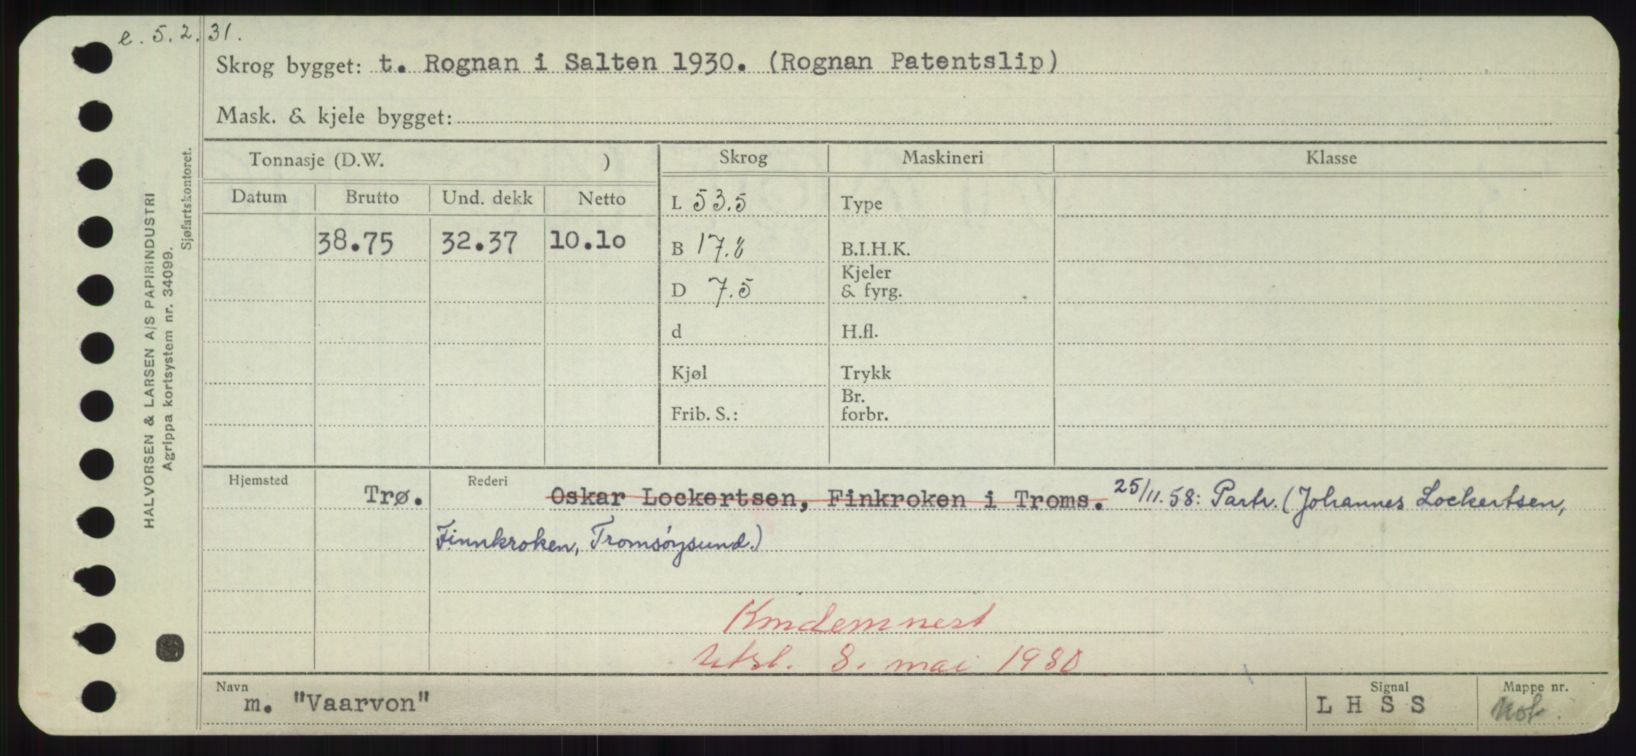 e. 5.2.31.
Skrog bygget: t. Rognan i Salten 1930. (Rognan Patentslip)
Mask. & kjele bygget:
Tonnasje (D.W. ) Skrog Maskineri Klasse
Datum Brutto Und. dekk Netto L 53.5 Type
38.75 32.37 10.10 B 17.8 B.I.H.K.
D 7.5 Kjeler & fyrg.
d H.fl.
Kjøl Trykk
Frib. S.: Br. forbr.
Hjemsted Trø. Rederi Oskar Lockertsen, Finkroken i Troms. 25/11.58: Partr. (Johannes Lockertsen,
Finnkroken, Tromsöysund.)
Kondemnert
utsl. 8. mai 1980
Navn Signal Mappe nr.
m. "Vaarvon" L H S S Mot.
HALVORSEN & LARSEN A/S PAPIRINDUSTRI
Agrippa kortsystem nr. 34099.
Sjøfartskontoret.